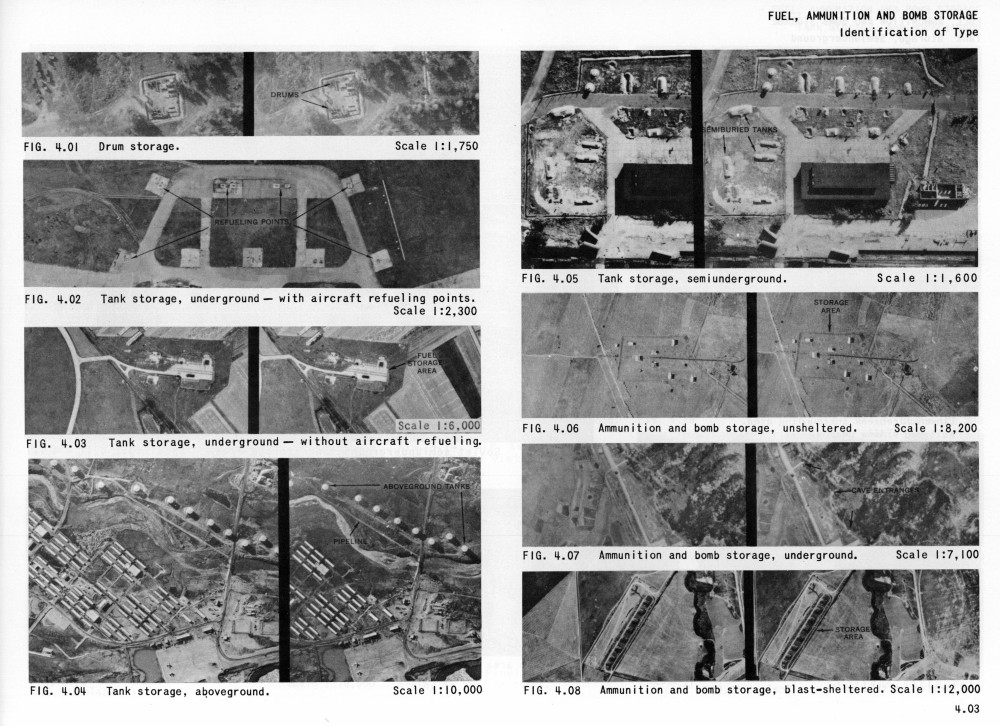 FUEL, AMMUNITION AND BOMB STORAGE
Identification of Type
DRUMS
FIG. 4.01 Drum storage. Scale 1:1,750
REFUELING POINTS
FIG. 4.02 Tank storage, underground — with aircraft refueling points.
Scale 1:2,300
FUEL
STORAGE
AREA
Scale 1:6,000
FIG. 4.03 Tank storage, underground — without aircraft refueling.
ABOVEGROUND TANKS
PIPELINE
FIG. 4.04 Tank storage, aboveground. Scale 1:10,000
SEMIBURIED TANKS
FIG. 4.05 Tank storage, semiunderground. Scale 1:1,600
STORAGE
AREA
FIG. 4.06 Ammunition and bomb storage, unsheltered. Scale 1:8,200
CAVE ENTRANCE
FIG. 4.07 Ammunition and bomb storage, underground. Scale 1:7,100
STORAGE
AREA
FIG. 4.08 Ammunition and bomb storage, blast-sheltered. Scale 1:12,000
4.03